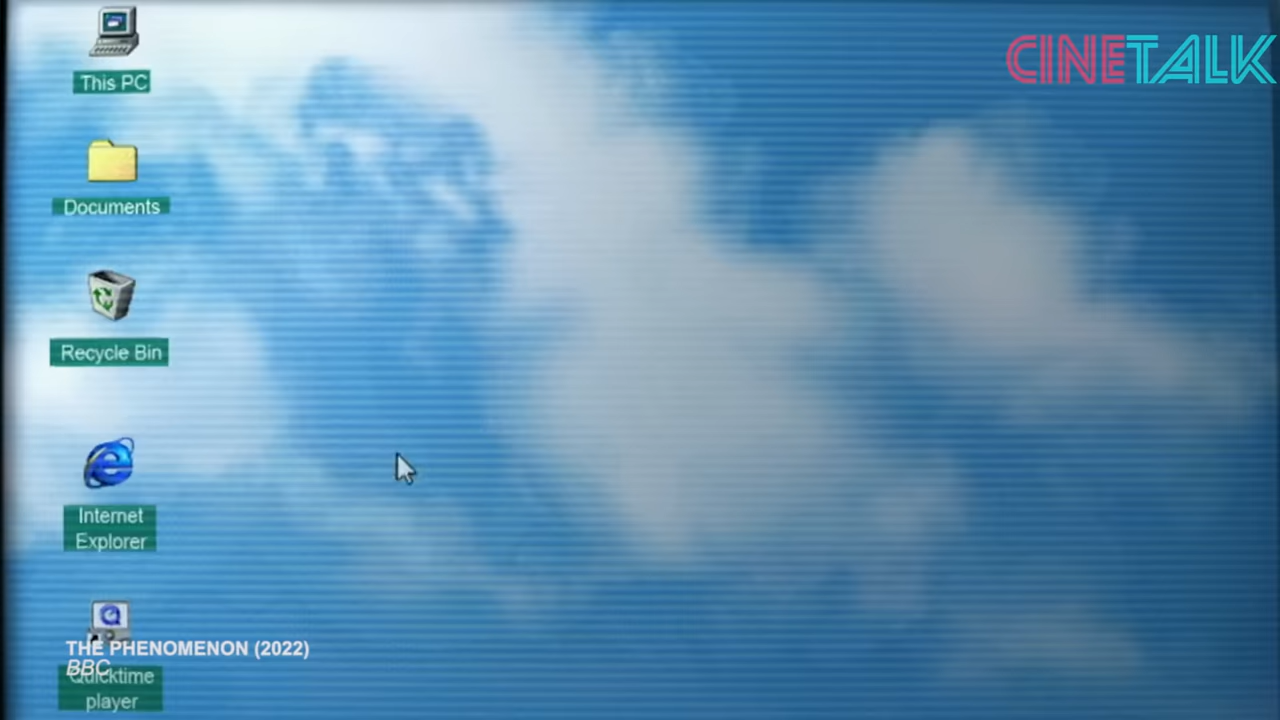 CINETALK
This PC
Documents
Recycle Bin
Internet
Explorer
THE PHENOMENON (2022)
BBC
Quicktime
player